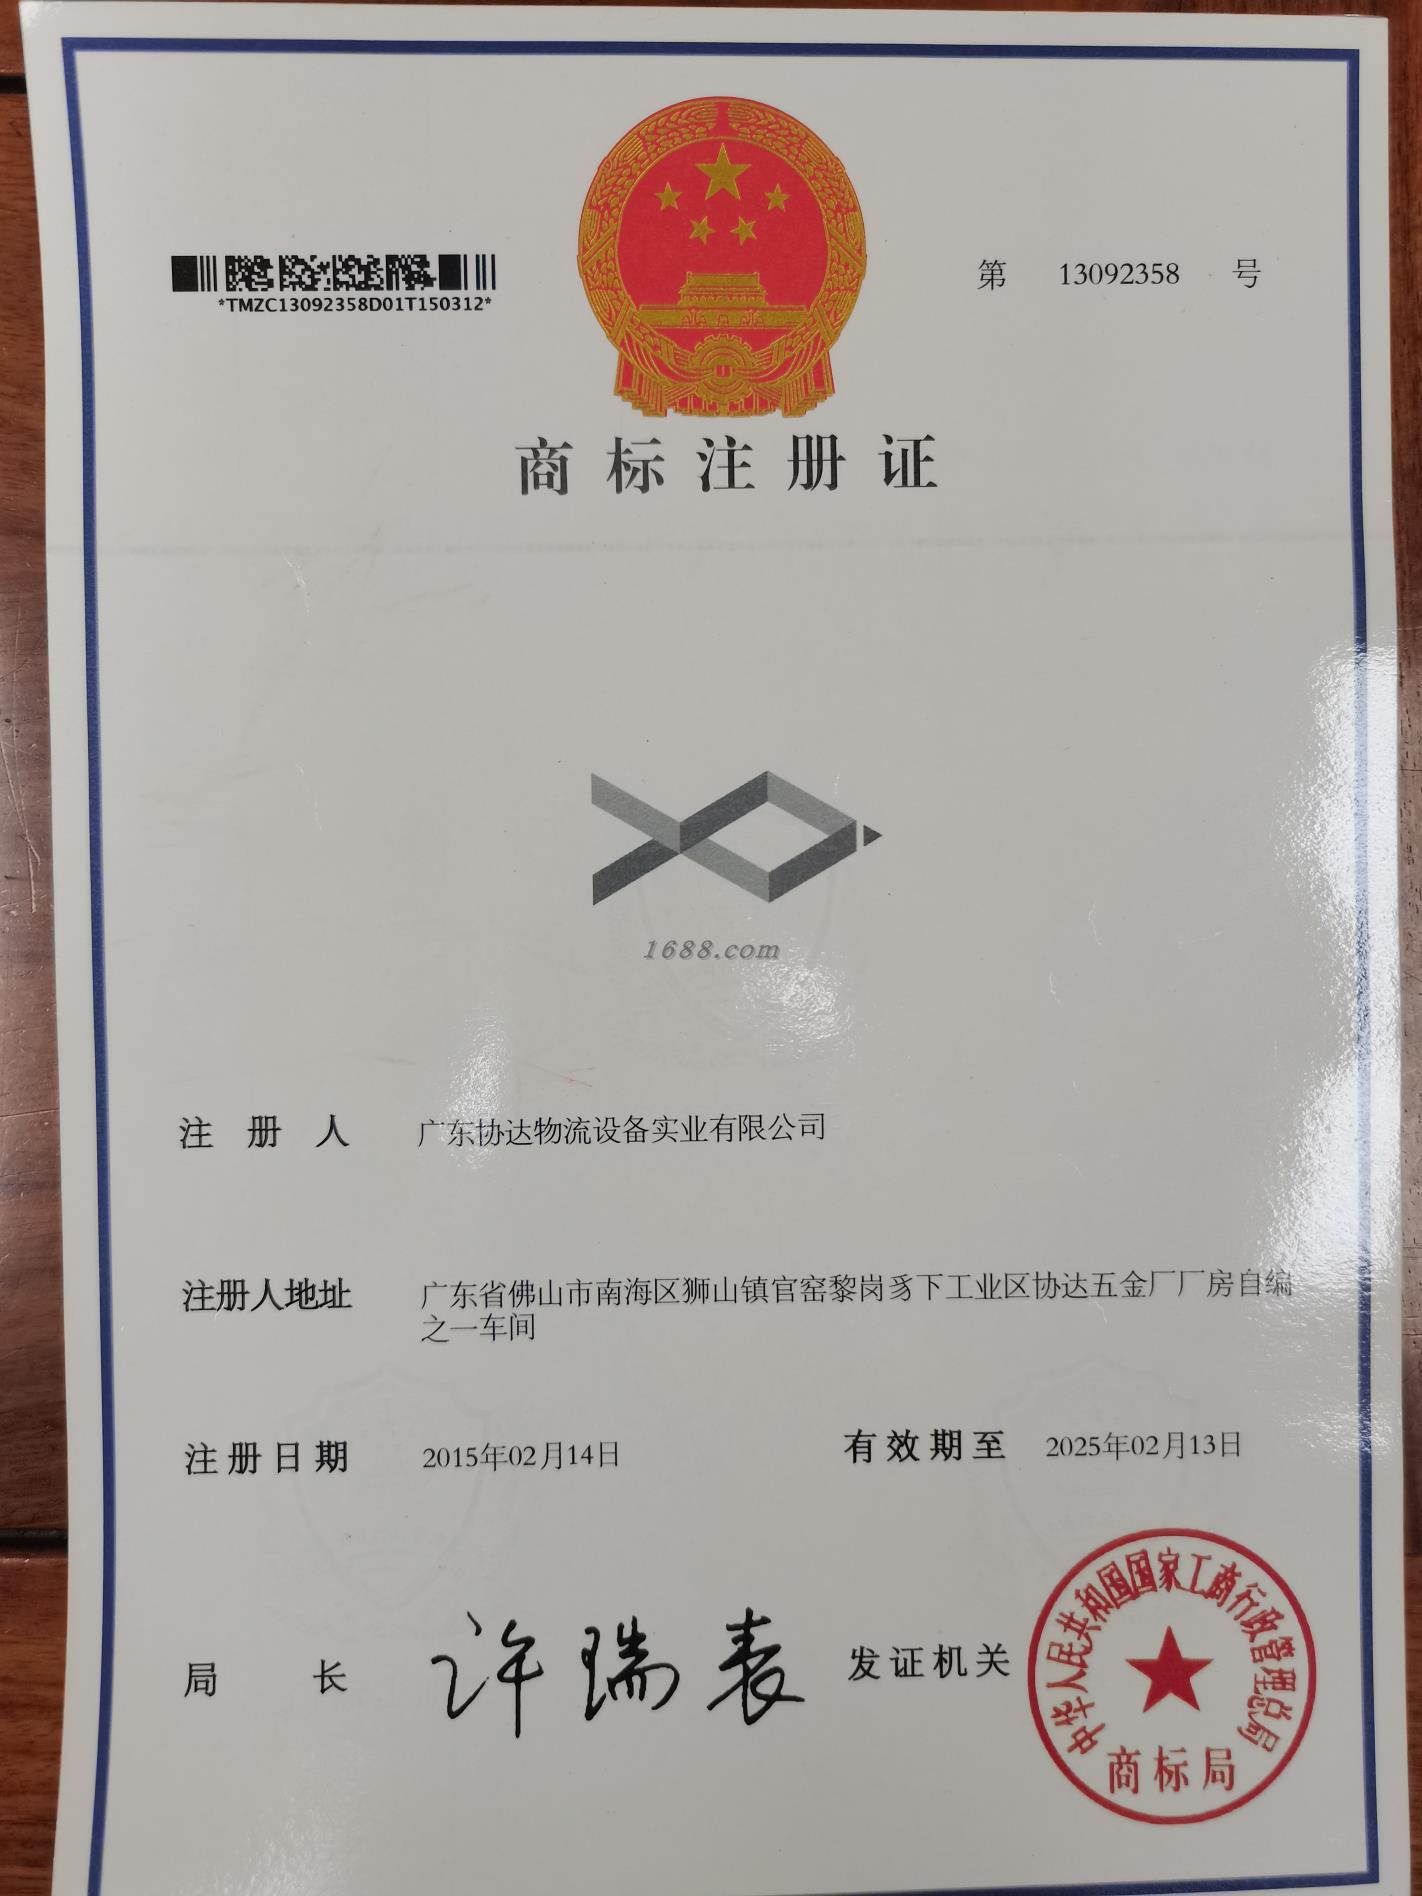 *TMZC13092358D01T150312*
第 13092358 号
商标注册证
1688.com
注册人 广东协达物流设备实业有限公司
注册人地址 广东省佛山市南海区狮山镇官窑黎岗豸下工业区协达五金厂厂房自编
之一车间
注册日期 2015年02月14日 有效期至 2025年02月13日
局长 许瑞表 发证机关
中华人民共和国国家工商行政管理总局
商标局